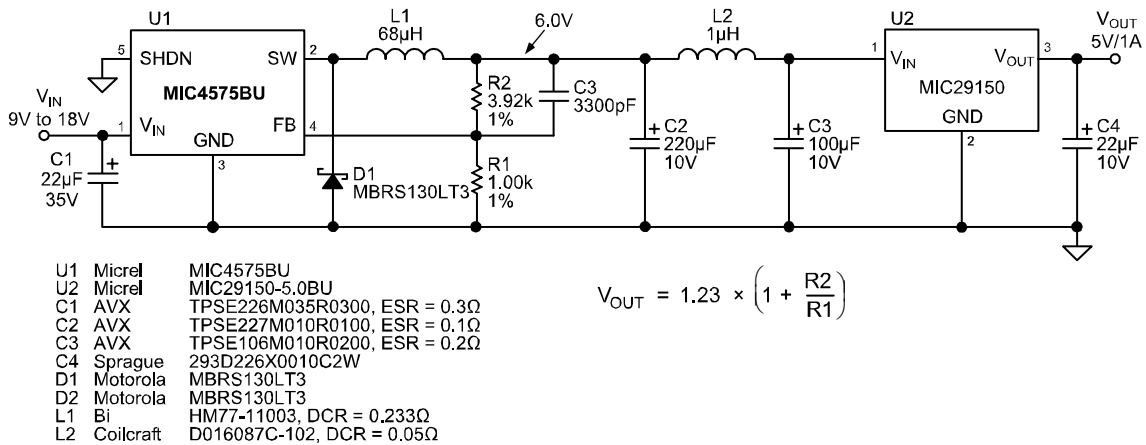 U1
L1
68µH
6.0V
L2
1µH
U2
VOUT
5V/1A
5
SHDN
SW
2
MIC4575BU
1
VIN
VOUT
3
MIC29150
GND
2
R2
3.92k
1%
C3
3300pF
VIN
9V to 18V
1
VIN
GND
3
FB
4
C2
220µF
10V
C3
100µF
10V
C4
22µF
10V
C1
22µF
35V
D1
MBRS130LT3
R1
1.00k
1%
U1 Micrel MIC4575BU
U2 Micrel MIC29150-5.0BU
C1 AVX TPSE226M035R0300, ESR = 0.3Ω
C2 AVX TPSE227M010R0100, ESR = 0.1Ω
C3 AVX TPSE106M010R0200, ESR = 0.2Ω
C4 Sprague 293D226X0010C2W
D1 Motorola MBRS130LT3
D2 Motorola MBRS130LT3
L1 Bi HM77-11003, DCR = 0.233Ω
L2 Coilcraft D016087C-102, DCR = 0.05Ω
VOUT = 1.23 × (1 + R2/R1)
+
+
+
+